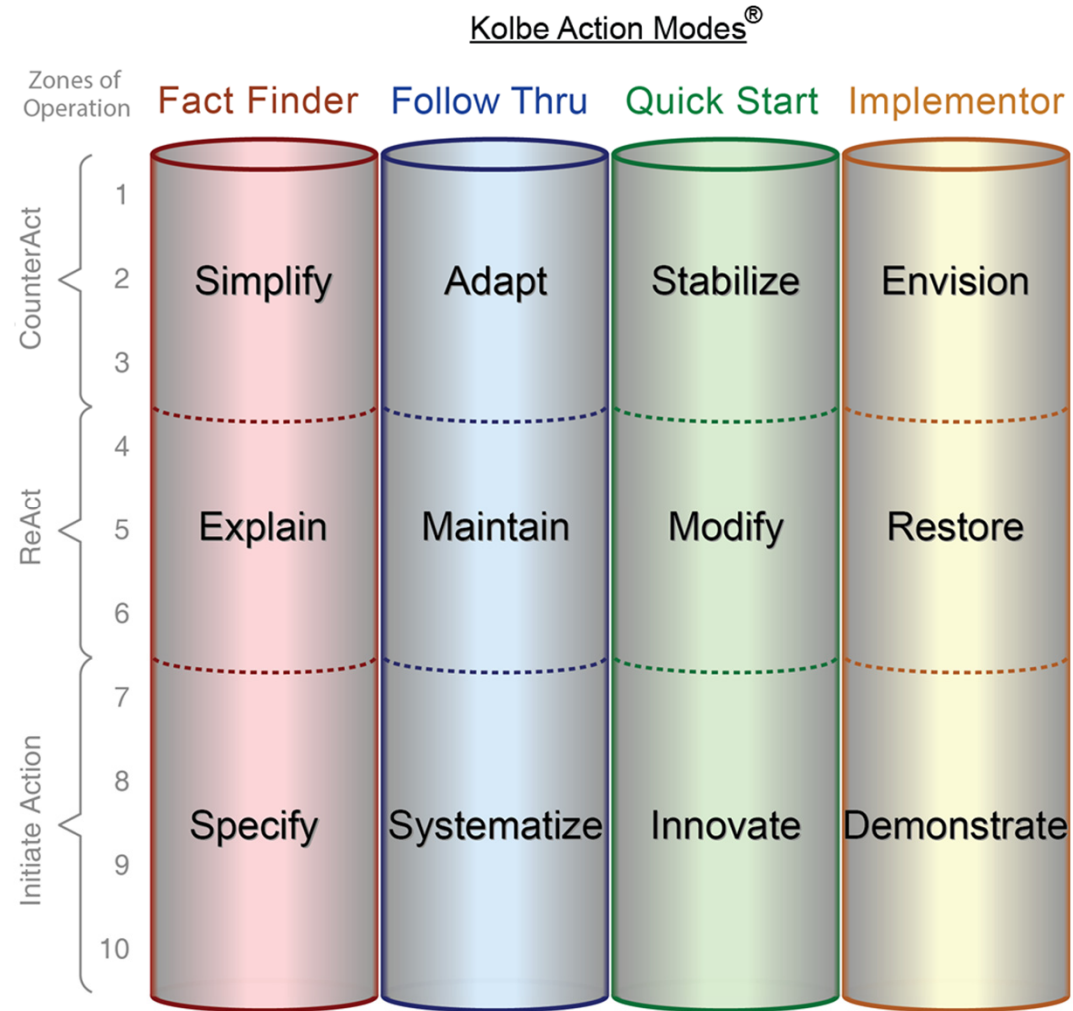 Kolbe Action Modes®
Zones of
Operation
Fact Finder
Follow Thru
Quick Start
Implementor
CounterAct
1
2
3
Simplify
Adapt
Stabilize
Envision
ReAct
4
5
6
Explain
Maintain
Modify
Restore
Initiate Action
7
8
9
10
Specify
Systematize
Innovate
Demonstrate